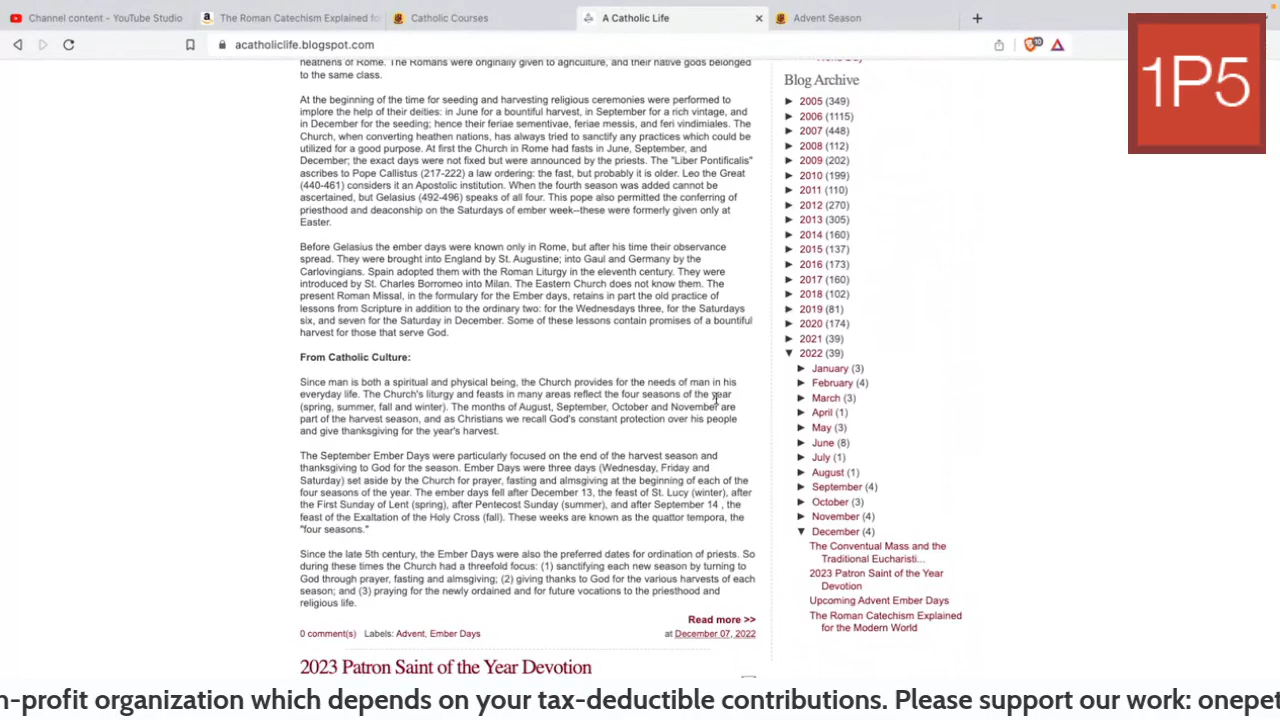 Channel content - YouTube Studio
The Roman Catechism Explained fo
Catholic Courses
A Catholic Life
Advent Season
acatholiclife.blogspot.com
10
1P5
heathens of Rome. The Romans were originally given to agriculture, and their native gods belonged
to the same class.
At the beginning of the time for seeding and harvesting religious ceremonies were performed to
implore the help of their deities: in June for a bountiful harvest, in September for a rich vintage, and
in December for the seeding; hence their feriae sementivae, feriae messis, and feri vindimiales. The
Church, when converting heathen nations, has always tried to sanctify any practices which could be
utilized for a good purpose. At first the Church in Rome had fasts in June, September, and
December; the exact days were not fixed but were announced by the priests. The "Liber Pontificalis"
ascribes to Pope Callistus (217-222) a law ordering: the fast, but probably it is older. Leo the Great
(440-461) considers it an Apostolic institution. When the fourth season was added cannot be
ascertained, but Gelasius (492-496) speaks of all four. This pope also permitted the conferring of
priesthood and deaconship on the Saturdays of ember week--these were formerly given only at
Easter.
Before Gelasius the ember days were known only in Rome, but after his time their observance
spread. They were brought into England by St. Augustine; into Gaul and Germany by the
Carlovingians. Spain adopted them with the Roman Liturgy in the eleventh century. They were
introduced by St. Charles Borromeo into Milan. The Eastern Church does not know them. The
present Roman Missal, in the formulary for the Ember days, retains in part the old practice of
lessons from Scripture in addition to the ordinary two: for the Wednesdays three, for the Saturdays
six, and seven for the Saturday in December. Some of these lessons contain promises of a bountiful
harvest for those that serve God.
From Catholic Culture:
Since man is both a spiritual and physical being, the Church provides for the needs of man in his
everyday life. The Church's liturgy and feasts in many areas reflect the four seasons of the year
(spring, summer, fall and winter). The months of August, September, October and November are
part of the harvest season, and as Christians we recall God's constant protection over his people
and give thanksgiving for the year's harvest.
The September Ember Days were particularly focused on the end of the harvest season and
thanksgiving to God for the season. Ember Days were three days (Wednesday, Friday and
Saturday) set aside by the Church for prayer, fasting and almsgiving at the beginning of each of the
four seasons of the year. The ember days fell after December 13, the feast of St. Lucy (winter), after
the First Sunday of Lent (spring), after Pentecost Sunday (summer), and after September 14 , the
feast of the Exaltation of the Holy Cross (fall). These weeks are known as the quattor tempora, the
"four seasons."
Since the late 5th century, the Ember Days were also the preferred dates for ordination of priests. So
during these times the Church had a threefold focus: (1) sanctifying each new season by turning to
God through prayer, fasting and almsgiving; (2) giving thanks to God for the various harvests of each
season; and (3) praying for the newly ordained and for future vocations to the priesthood and
religious life.
Read more >>
0 comment(s) Labels: Advent, Ember Days at December 07, 2022
2023 Patron Saint of the Year Devotion
Blog Archive
► 2005 (349)
► 2006 (1115)
► 2007 (448)
► 2008 (112)
► 2009 (202)
► 2010 (199)
► 2011 (110)
► 2012 (270)
► 2013 (305)
► 2014 (160)
► 2015 (137)
► 2016 (173)
► 2017 (160)
► 2018 (102)
► 2019 (81)
► 2020 (174)
► 2021 (39)
▼ 2022 (39)
► January (3)
► February (4)
► March (3)
► April (1)
► May (3)
► June (8)
► July (1)
► August (1)
► September (4)
► October (3)
► November (4)
▼ December (4)
The Conventual Mass and the
Traditional Eucharisti...
2023 Patron Saint of the Year
Devotion
Upcoming Advent Ember Days
The Roman Catechism Explained
for the Modern World
n-profit organization which depends on your tax-deductible contributions. Please support our work: onepet